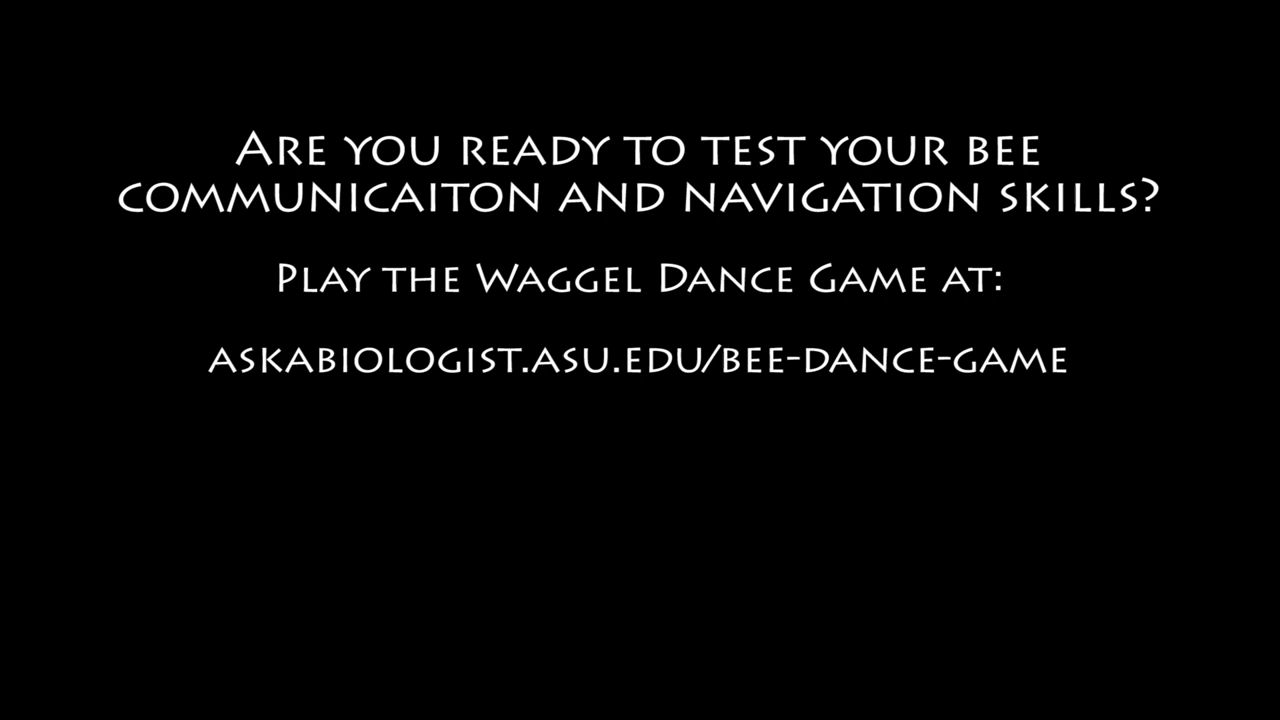 Are you ready to test your bee
communicaiton and navigation skills?
Play the Waggel Dance Game at:
askabiologist.asu.edu/bee-dance-game